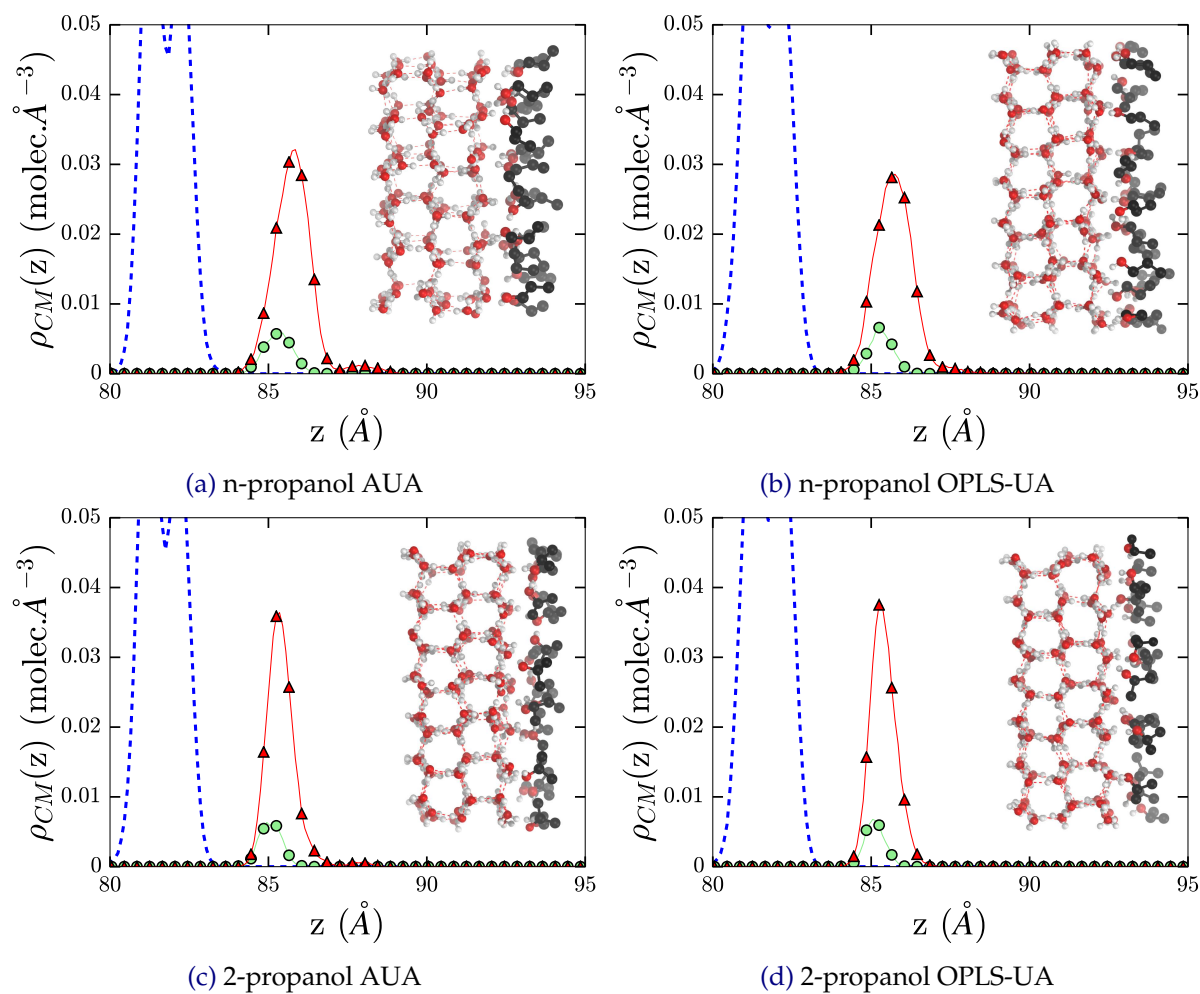 0.05
0.04
0.03
0.02
0.01
0
ρCM(z) (molec.Å−3)
80 85 90 95
z (Å)
(a) n-propanol AUA
0.05
0.04
0.03
0.02
0.01
0
ρCM(z) (molec.Å−3)
80 85 90 95
z (Å)
(b) n-propanol OPLS-UA
0.05
0.04
0.03
0.02
0.01
0
ρCM(z) (molec.Å−3)
80 85 90 95
z (Å)
(c) 2-propanol AUA
0.05
0.04
0.03
0.02
0.01
0
ρCM(z) (molec.Å−3)
80 85 90 95
z (Å)
(d) 2-propanol OPLS-UA